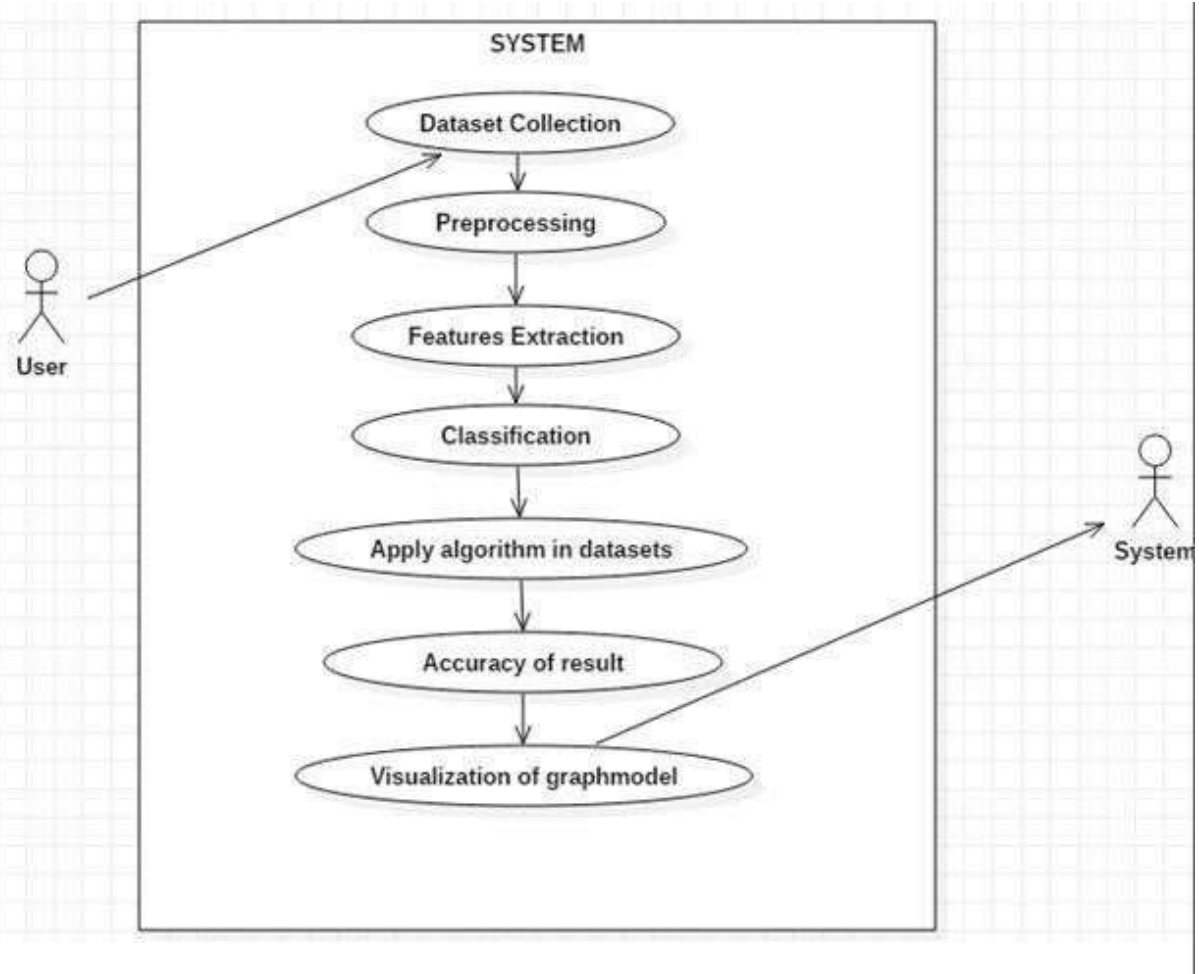 SYSTEM
Dataset Collection
Preprocessing
User
Features Extraction
Classification
Apply algorithm in datasets
System
Accuracy of result
Visualization of graphmodel